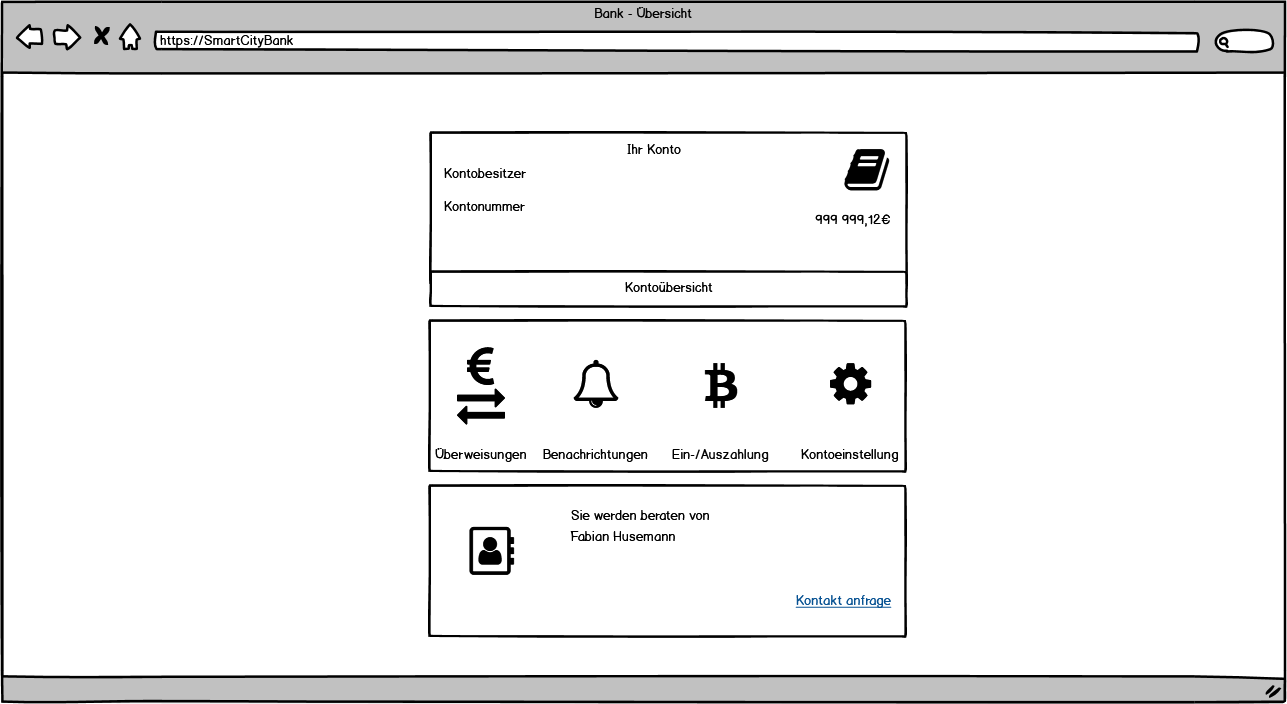 Bank - Übersicht
https://SmartCityBank
Ihr Konto
Kontobesitzer
Kontonummer
999 999,12€
Kontoübersicht
Überweisungen Benachrichtungen Ein-/Auszahlung Kontoeinstellung
Sie werden beraten von
Fabian Husemann
Kontakt anfrage